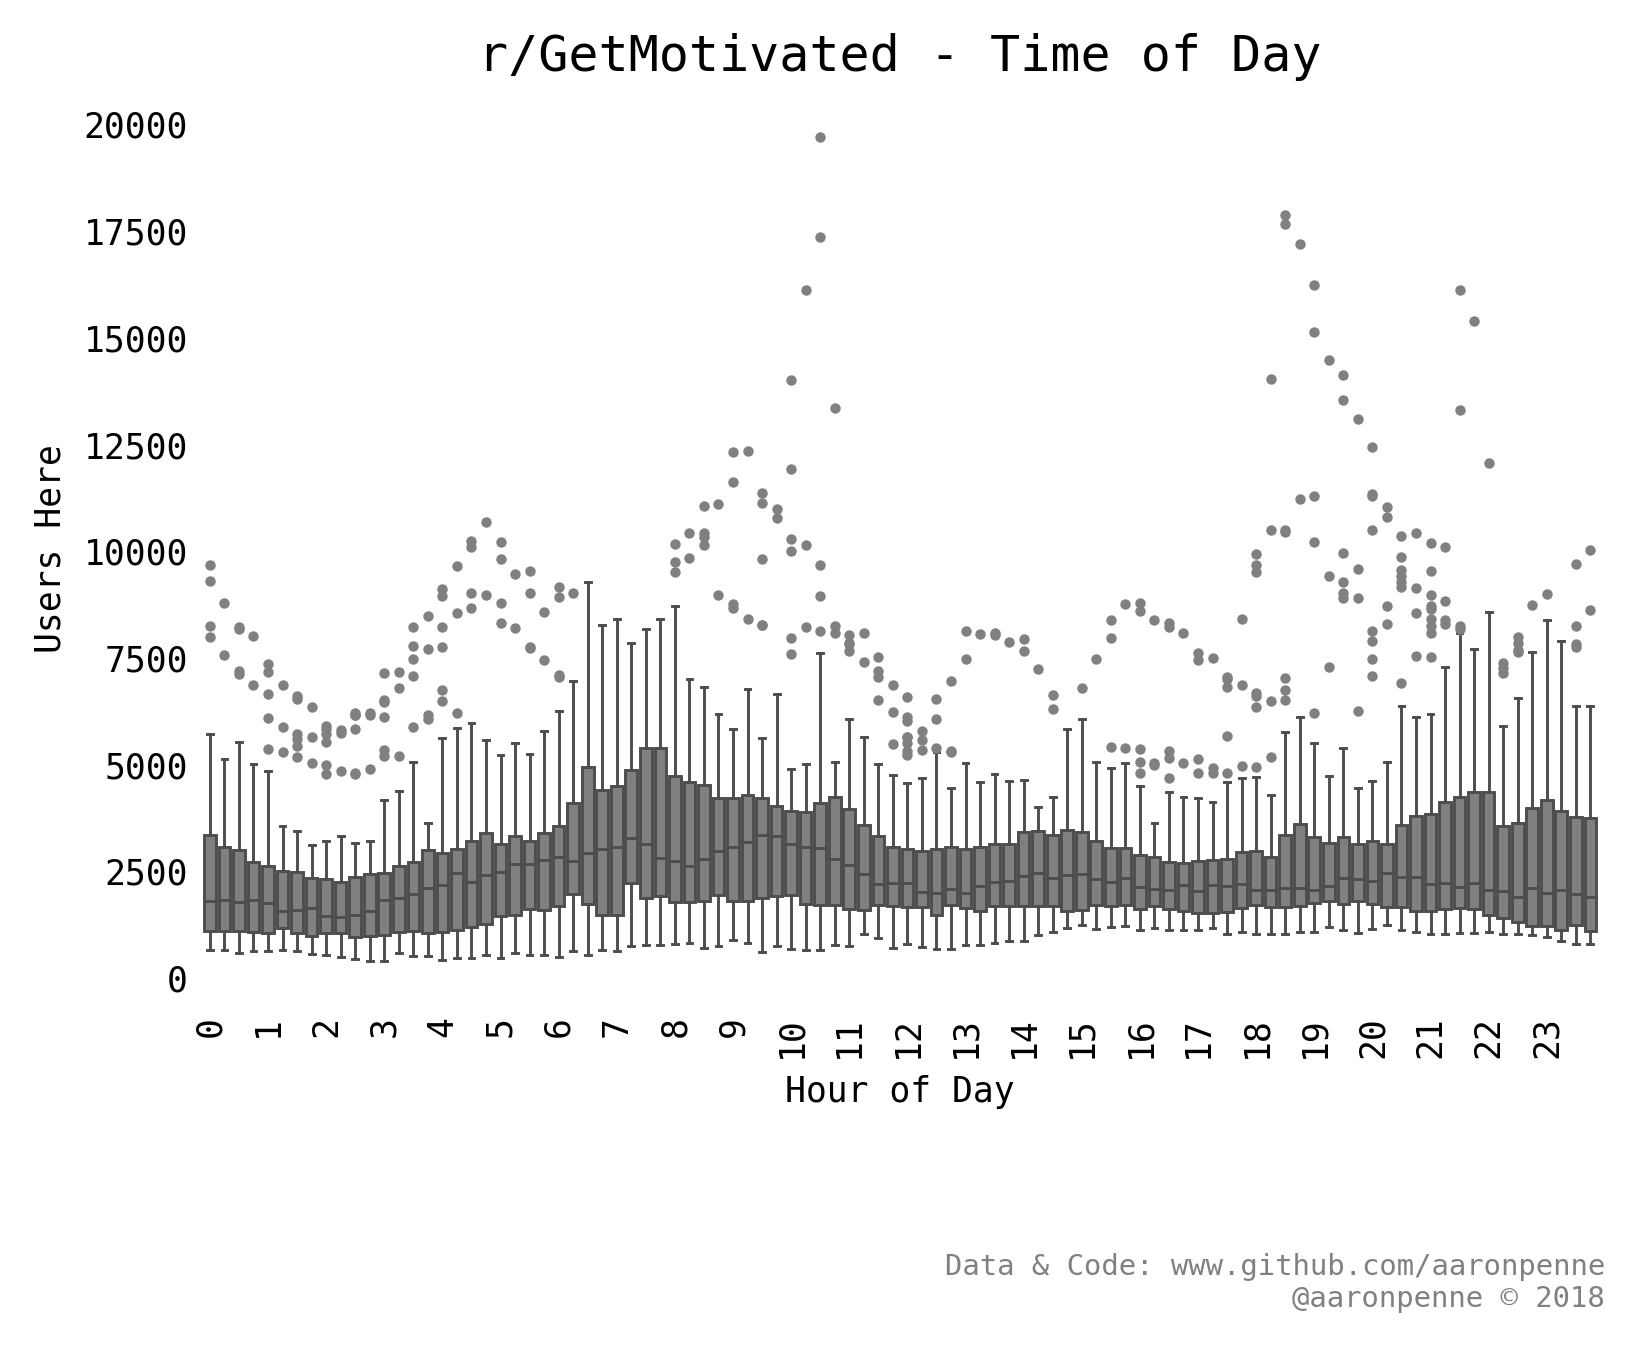 r/GetMotivated - Time of Day
20000
17500
15000
12500
10000
7500
5000
2500
0
Users Here
0 1 2 3 4 5 6 7 8 9 10 11 12 13 14 15 16 17 18 19 20 21 22 23
Hour of Day
Data & Code: www.github.com/aaronpenne
@aaronpenne © 2018